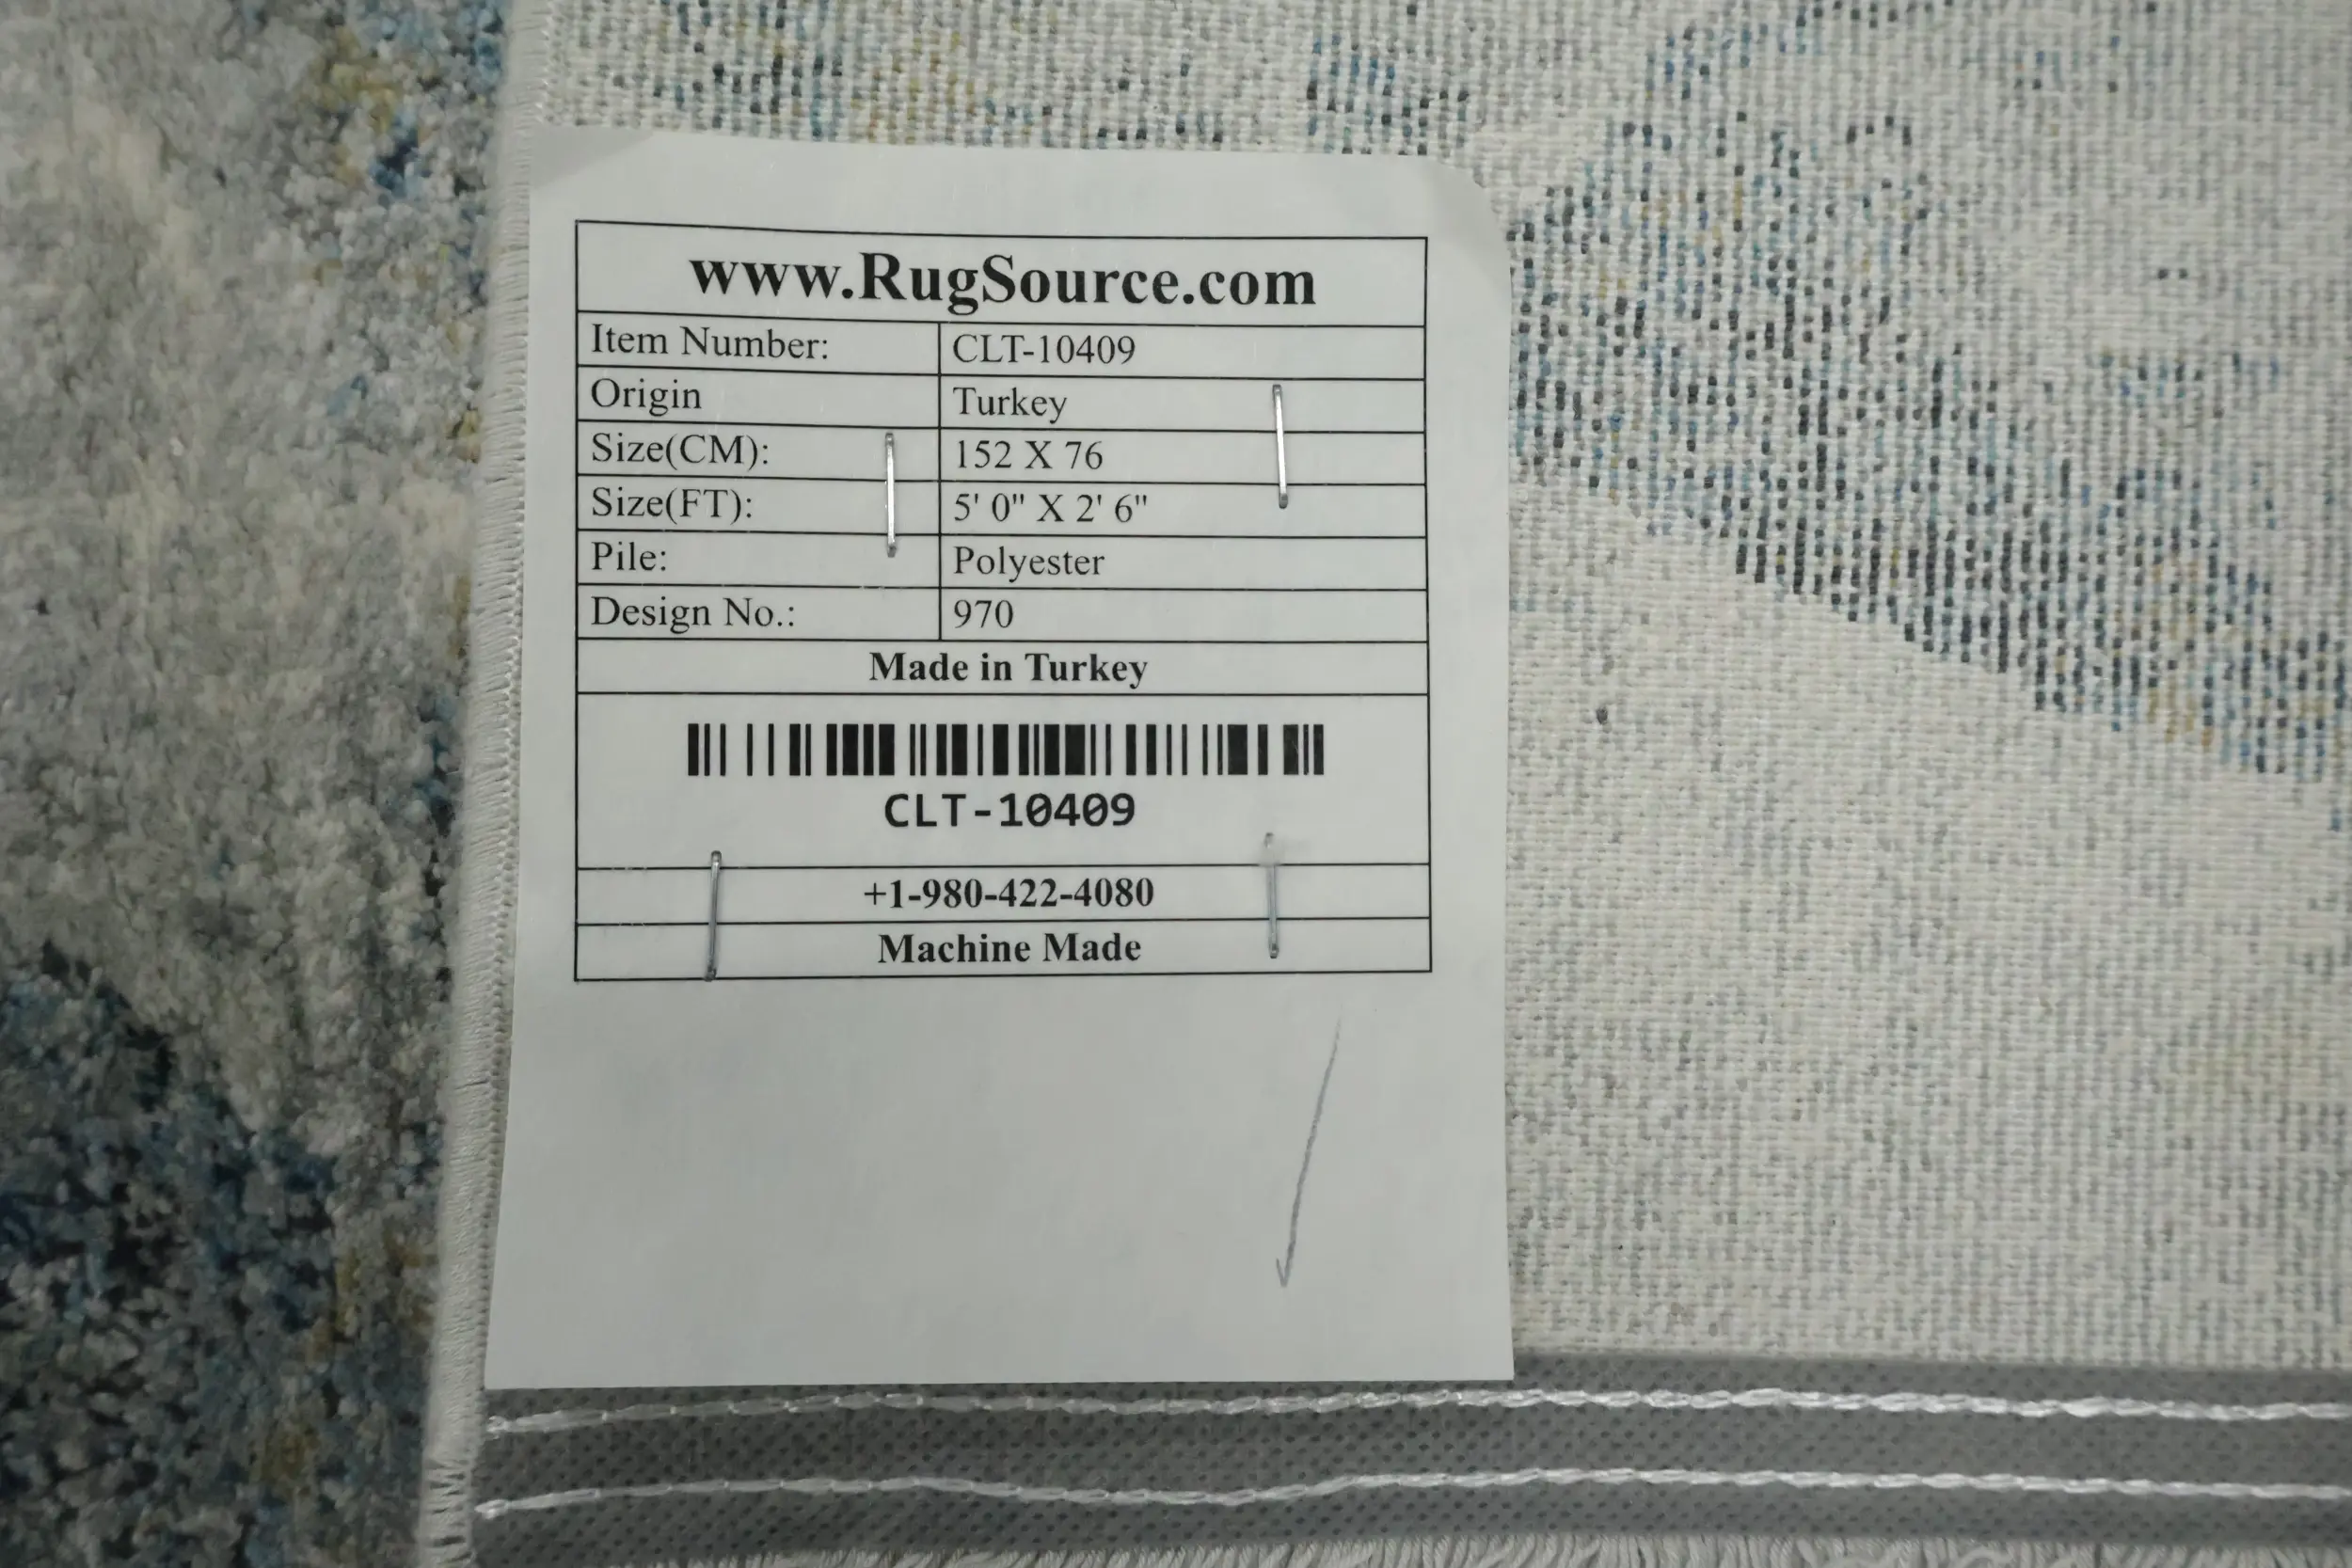 www.RugSource.com
Item Number: CLT-10409
Origin Turkey
Size(CM): 152 X 76
Size(FT): 5' 0" X 2' 6"
Pile: Polyester
Design No.: 970
Made in Turkey
CLT-10409
+1-980-422-4080
Machine Made